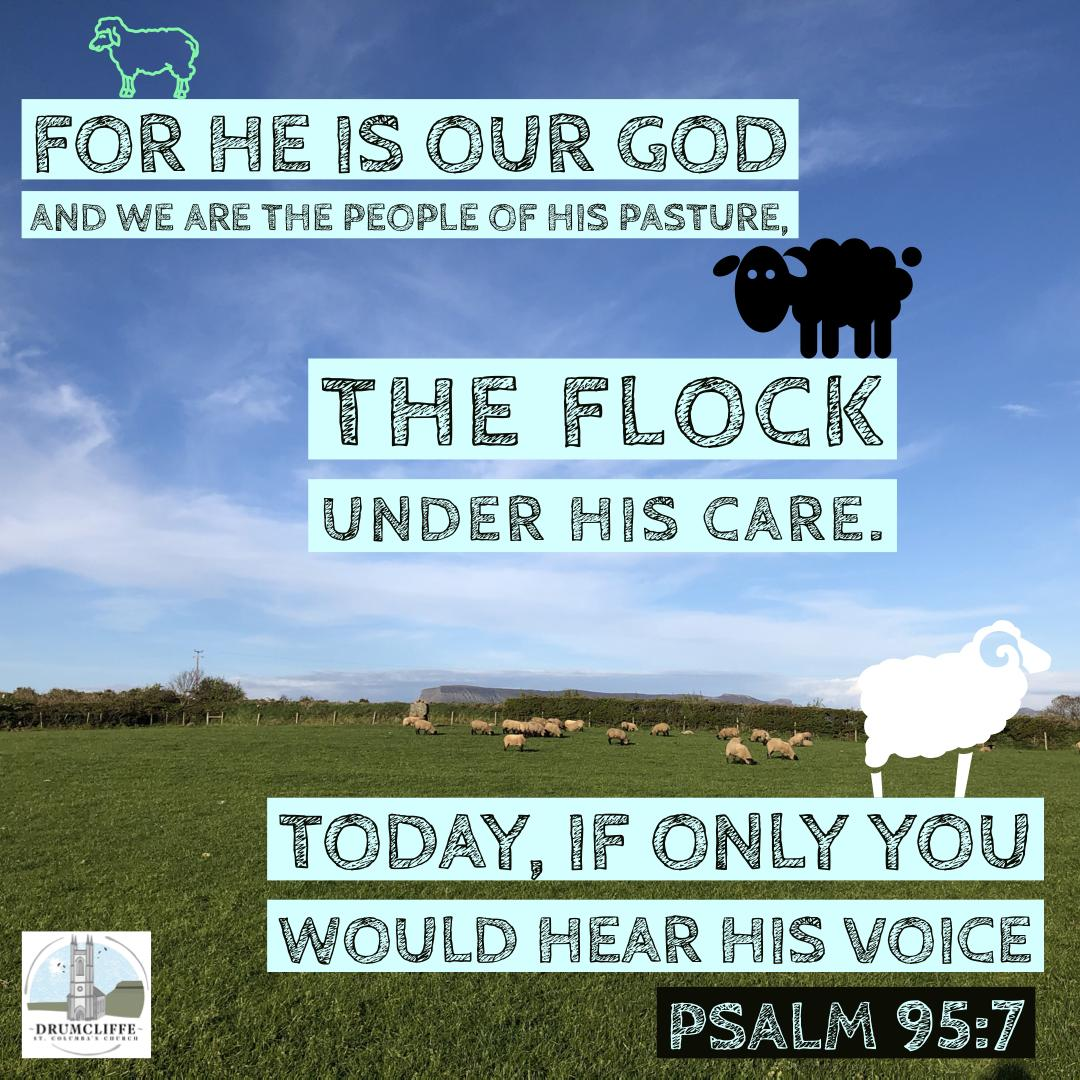 FOR HE IS OUR GOD
AND WE ARE THE PEOPLE OF HIS PASTURE,
THE FLOCK
UNDER HIS CARE.
TODAY, IF ONLY YOU
WOULD HEAR HIS VOICE
PSALM 95:7
~DRUMCLIFFE~
ST. COLUMBA'S CHURCH